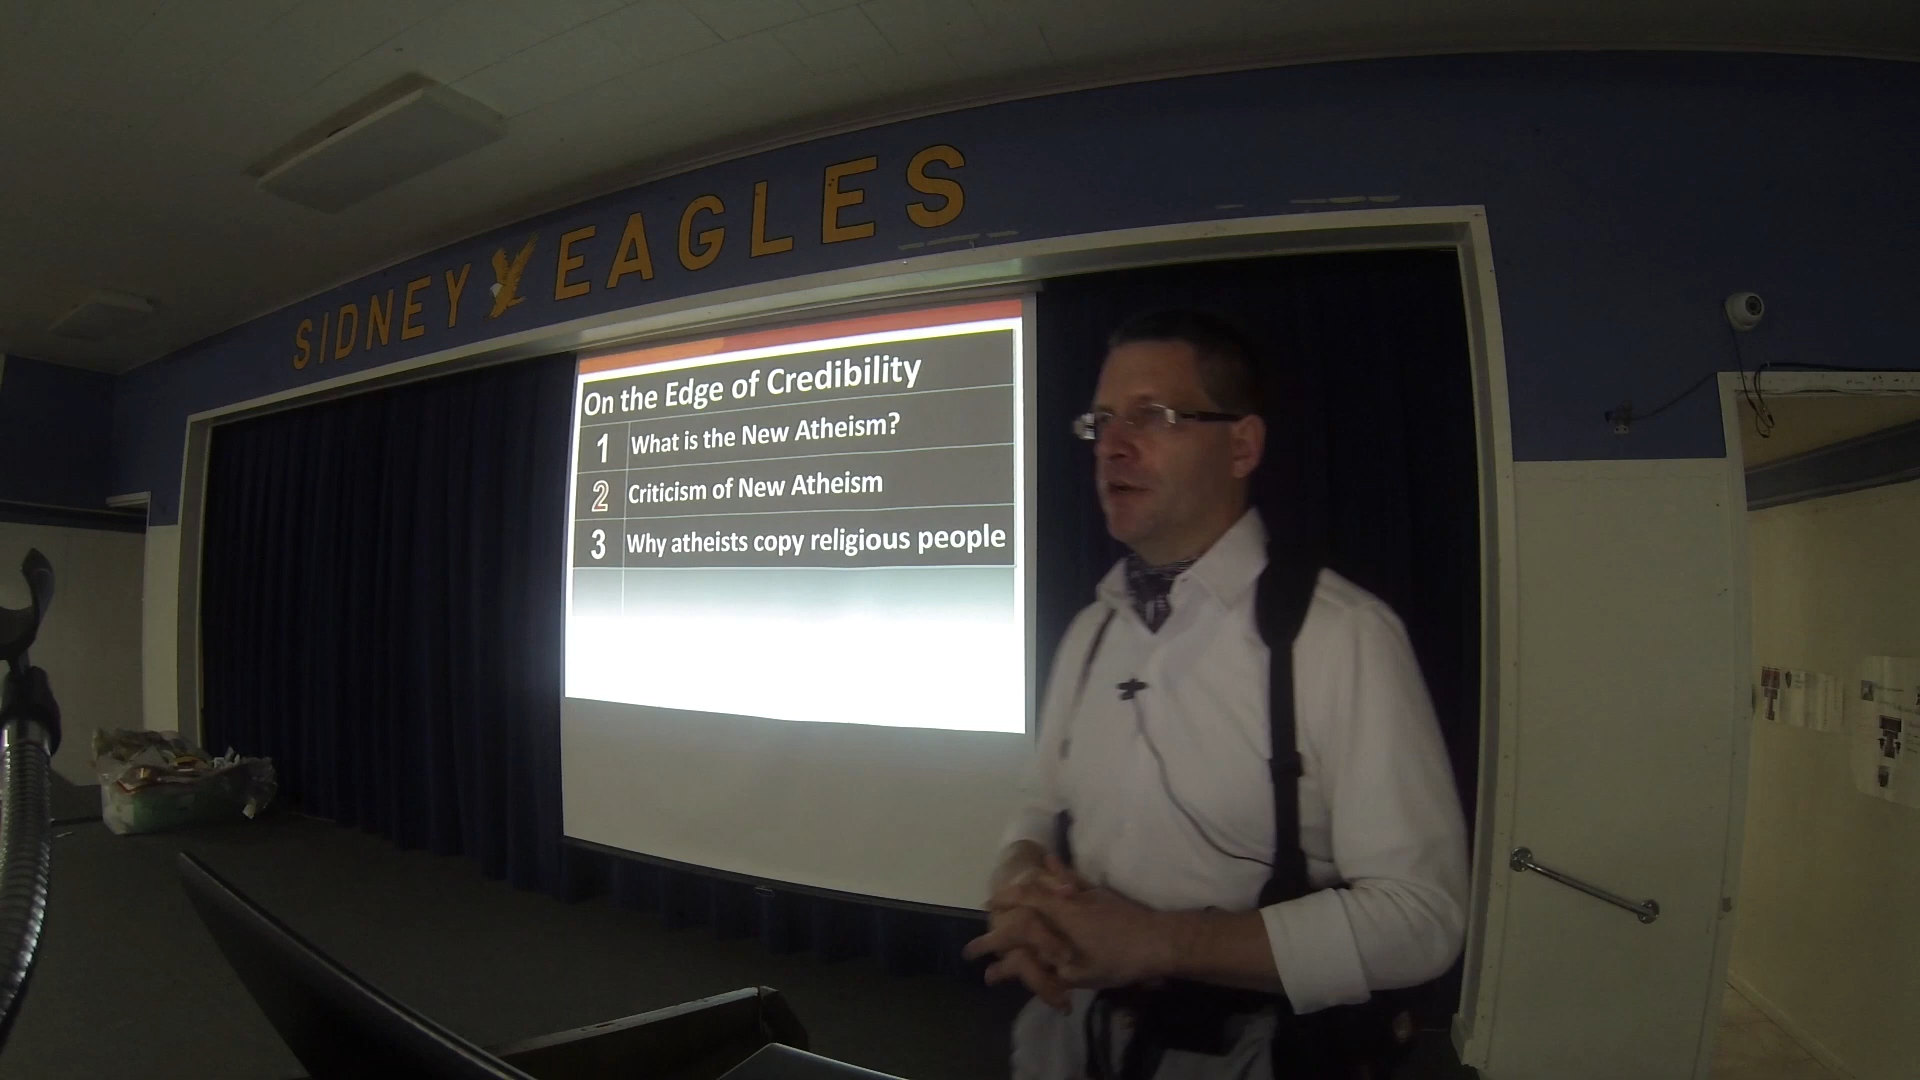 SIDNEY EAGLES
On the Edge of Credibility
1 What is the New Atheism?
2 Criticism of New Atheism
3 Why atheists copy religious people